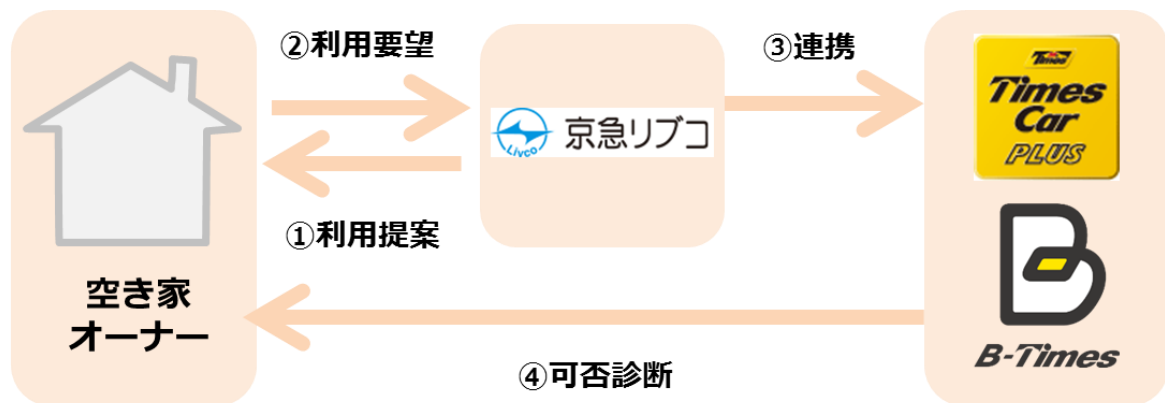 ②利用要望
③連携
Times
Times
Car
PLUS
Livco
京急リブコ
①利用提案
空き家
オーナー
B-Times
④可否診断